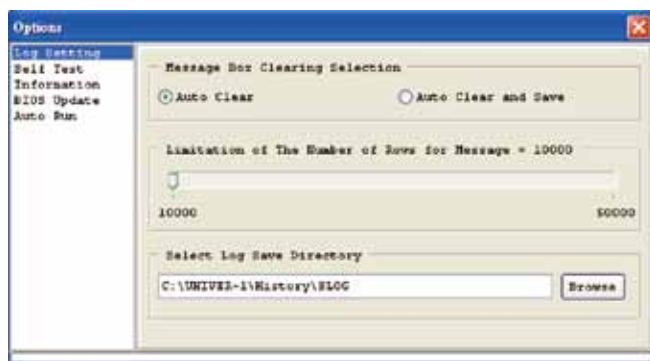 Options
Log Setting
Self Test
Information
BIOS Update
Auto Run
Message Box Clearing Selection
Auto Clear
Auto Clear and Save
Limitation of The Number of Rows for Message = 10000
10000
50000
Select Log Save Directory
C:\UNIVER~1\History\SLOG
Browse